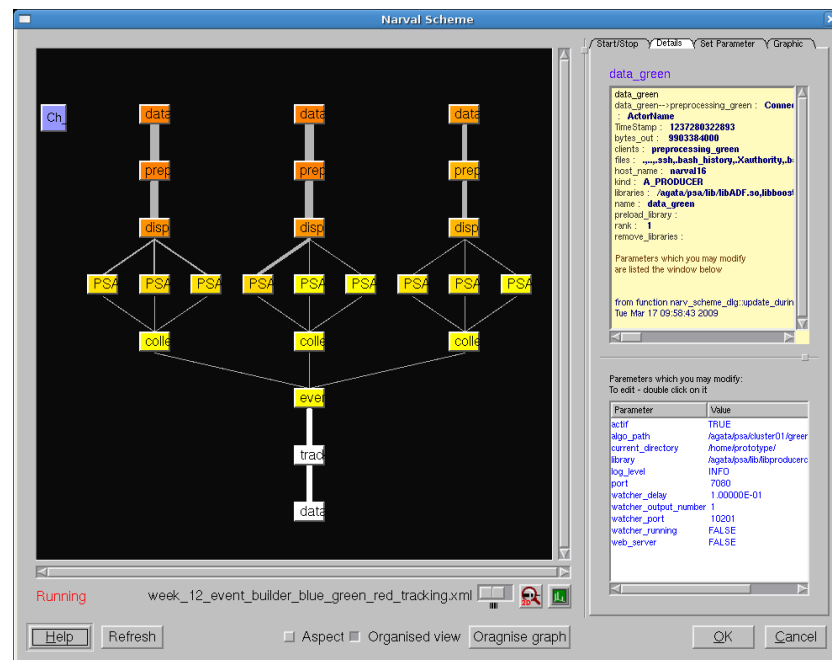 Narval Scheme
Start/Stop Details Set Parameter Graphic
data_green
data_green
data_green-->preprocessing_green : Connec
: ActorName
TimeStamp : 1237280322893
bytes_out : 9903384000
clients : preprocessing_green
files : .,..,.ssh,.bash_history,.Xauthority,.b
host_name : narval16
kind : A_PRODUCER
libraries : /agata/psa/lib/libADF.so,libboost
name : data_green
preload_library :
rank : 1
remove_libraries :
Parameters which you may modify
are listed the window below
from function narv_scheme_dlg::update_durin
Tue Mar 17 09:58:43 2009
Ch_
data data data
prep prep prep
disp disp disp
PSA PSA PSA PSA PSA PSA PSA PSA PSA
colle colle colle
even
track
data
Paremeters which you may modify:
To edit - double click on it
Parameter Value
actif TRUE
algo_path /agata/psa/cluster01/greer
current_directory /home/prototype/
library /agata/psa/lib/libproducerc
log_level INFO
port 7080
watcher_delay 1.00000E-01
watcher_output_number 1
watcher_port 10201
watcher_running FALSE
web_server FALSE
Running week_12_event_builder_blue_green_red_tracking.xml
Help Refresh Aspect Organised view Oragnise graph OK Cancel